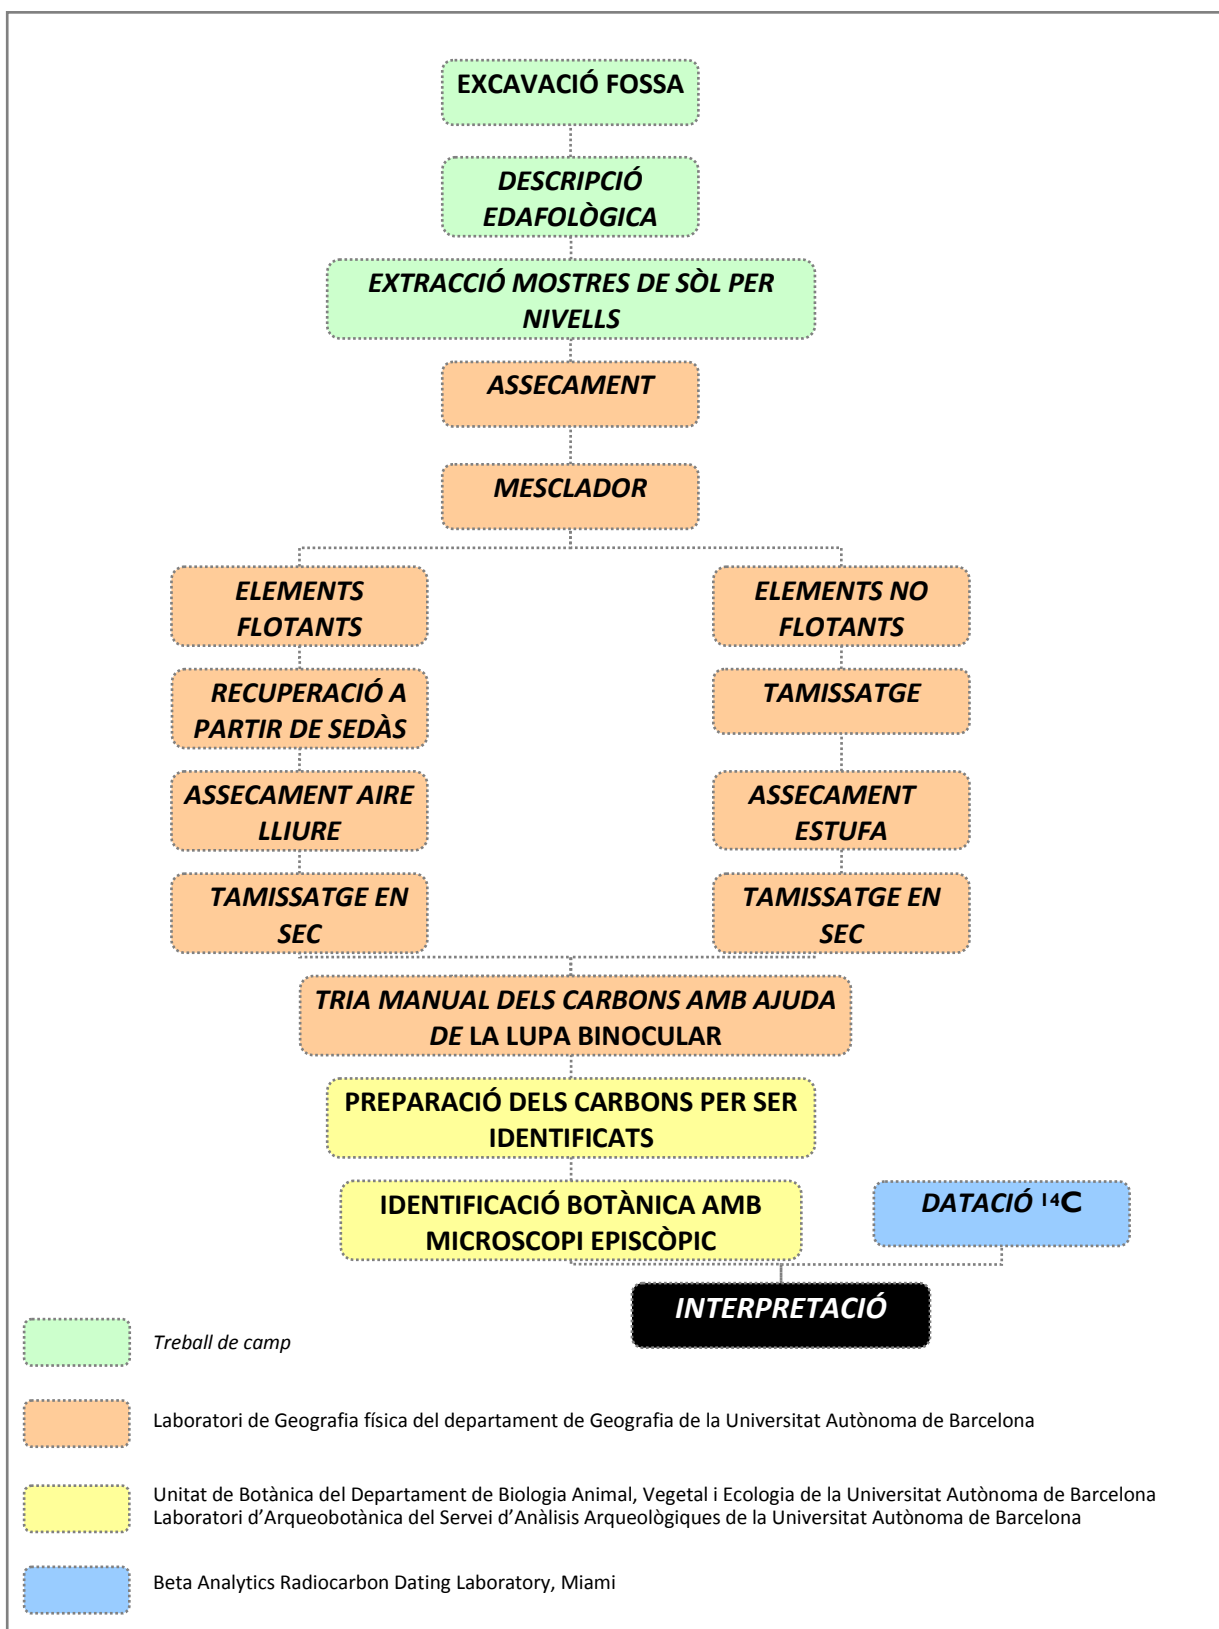 EXCAVACIÓ FOSSA
DESCRIPCIÓ
EDAFOLÒGICA
EXTRACCIÓ MOSTRES DE SÒL PER
NIVELLS
ASSECAMENT
MESCLADOR
ELEMENTS
FLOTANTS
RECUPERACIÓ A
PARTIR DE SEDÀS
ASSECAMENT AIRE
LLIURE
TAMISSATGE EN
SEC
ELEMENTS NO
FLOTANTS
TAMISSATGE
ASSECAMENT
ESTUFA
TAMISSATGE EN
SEC
TRIA MANUAL DELS CARBONS AMB AJUDA
DE LA LUPA BINOCULAR
PREPARACIÓ DELS CARBONS PER SER
IDENTIFICATS
IDENTIFICACIÓ BOTÀNICA AMB
MICROSCOPI EPISCÒPIC
DATACIÓ ¹⁴C
INTERPRETACIÓ
Treball de camp
Laboratori de Geografia física del departament de Geografia de la Universitat Autònoma de Barcelona
Unitat de Botànica del Departament de Biologia Animal, Vegetal i Ecologia de la Universitat Autònoma de Barcelona
Laboratori d’Arqueobotànica del Servei d’Anàlisis Arqueològiques de la Universitat Autònoma de Barcelona
Beta Analytics Radiocarbon Dating Laboratory, Miami